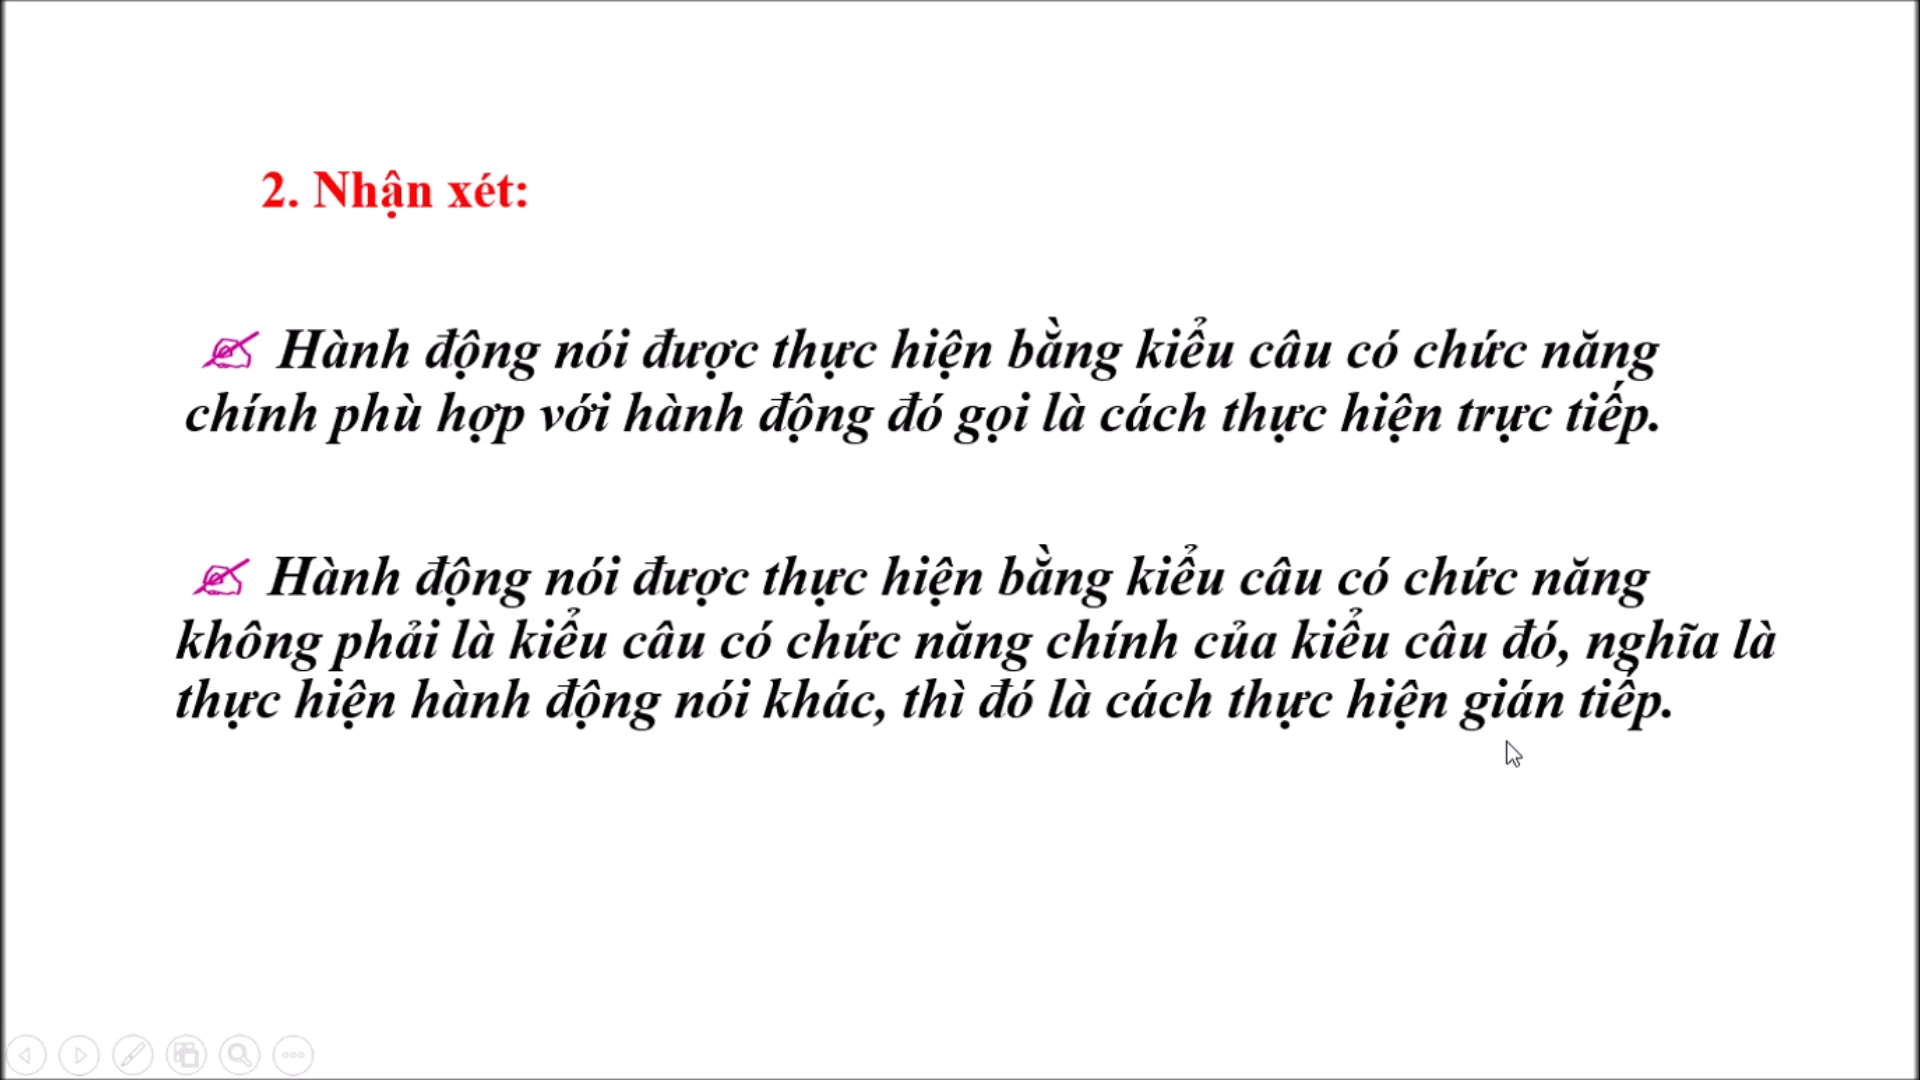 2. Nhận xét:
Hành động nói được thực hiện bằng kiểu câu có chức năng
chính phù hợp với hành động đó gọi là cách thực hiện trực tiếp.
Hành động nói được thực hiện bằng kiểu câu có chức năng
không phải là kiểu câu có chức năng chính của kiểu câu đó, nghĩa là
thực hiện hành động nói khác, thì đó là cách thực hiện gián tiếp.